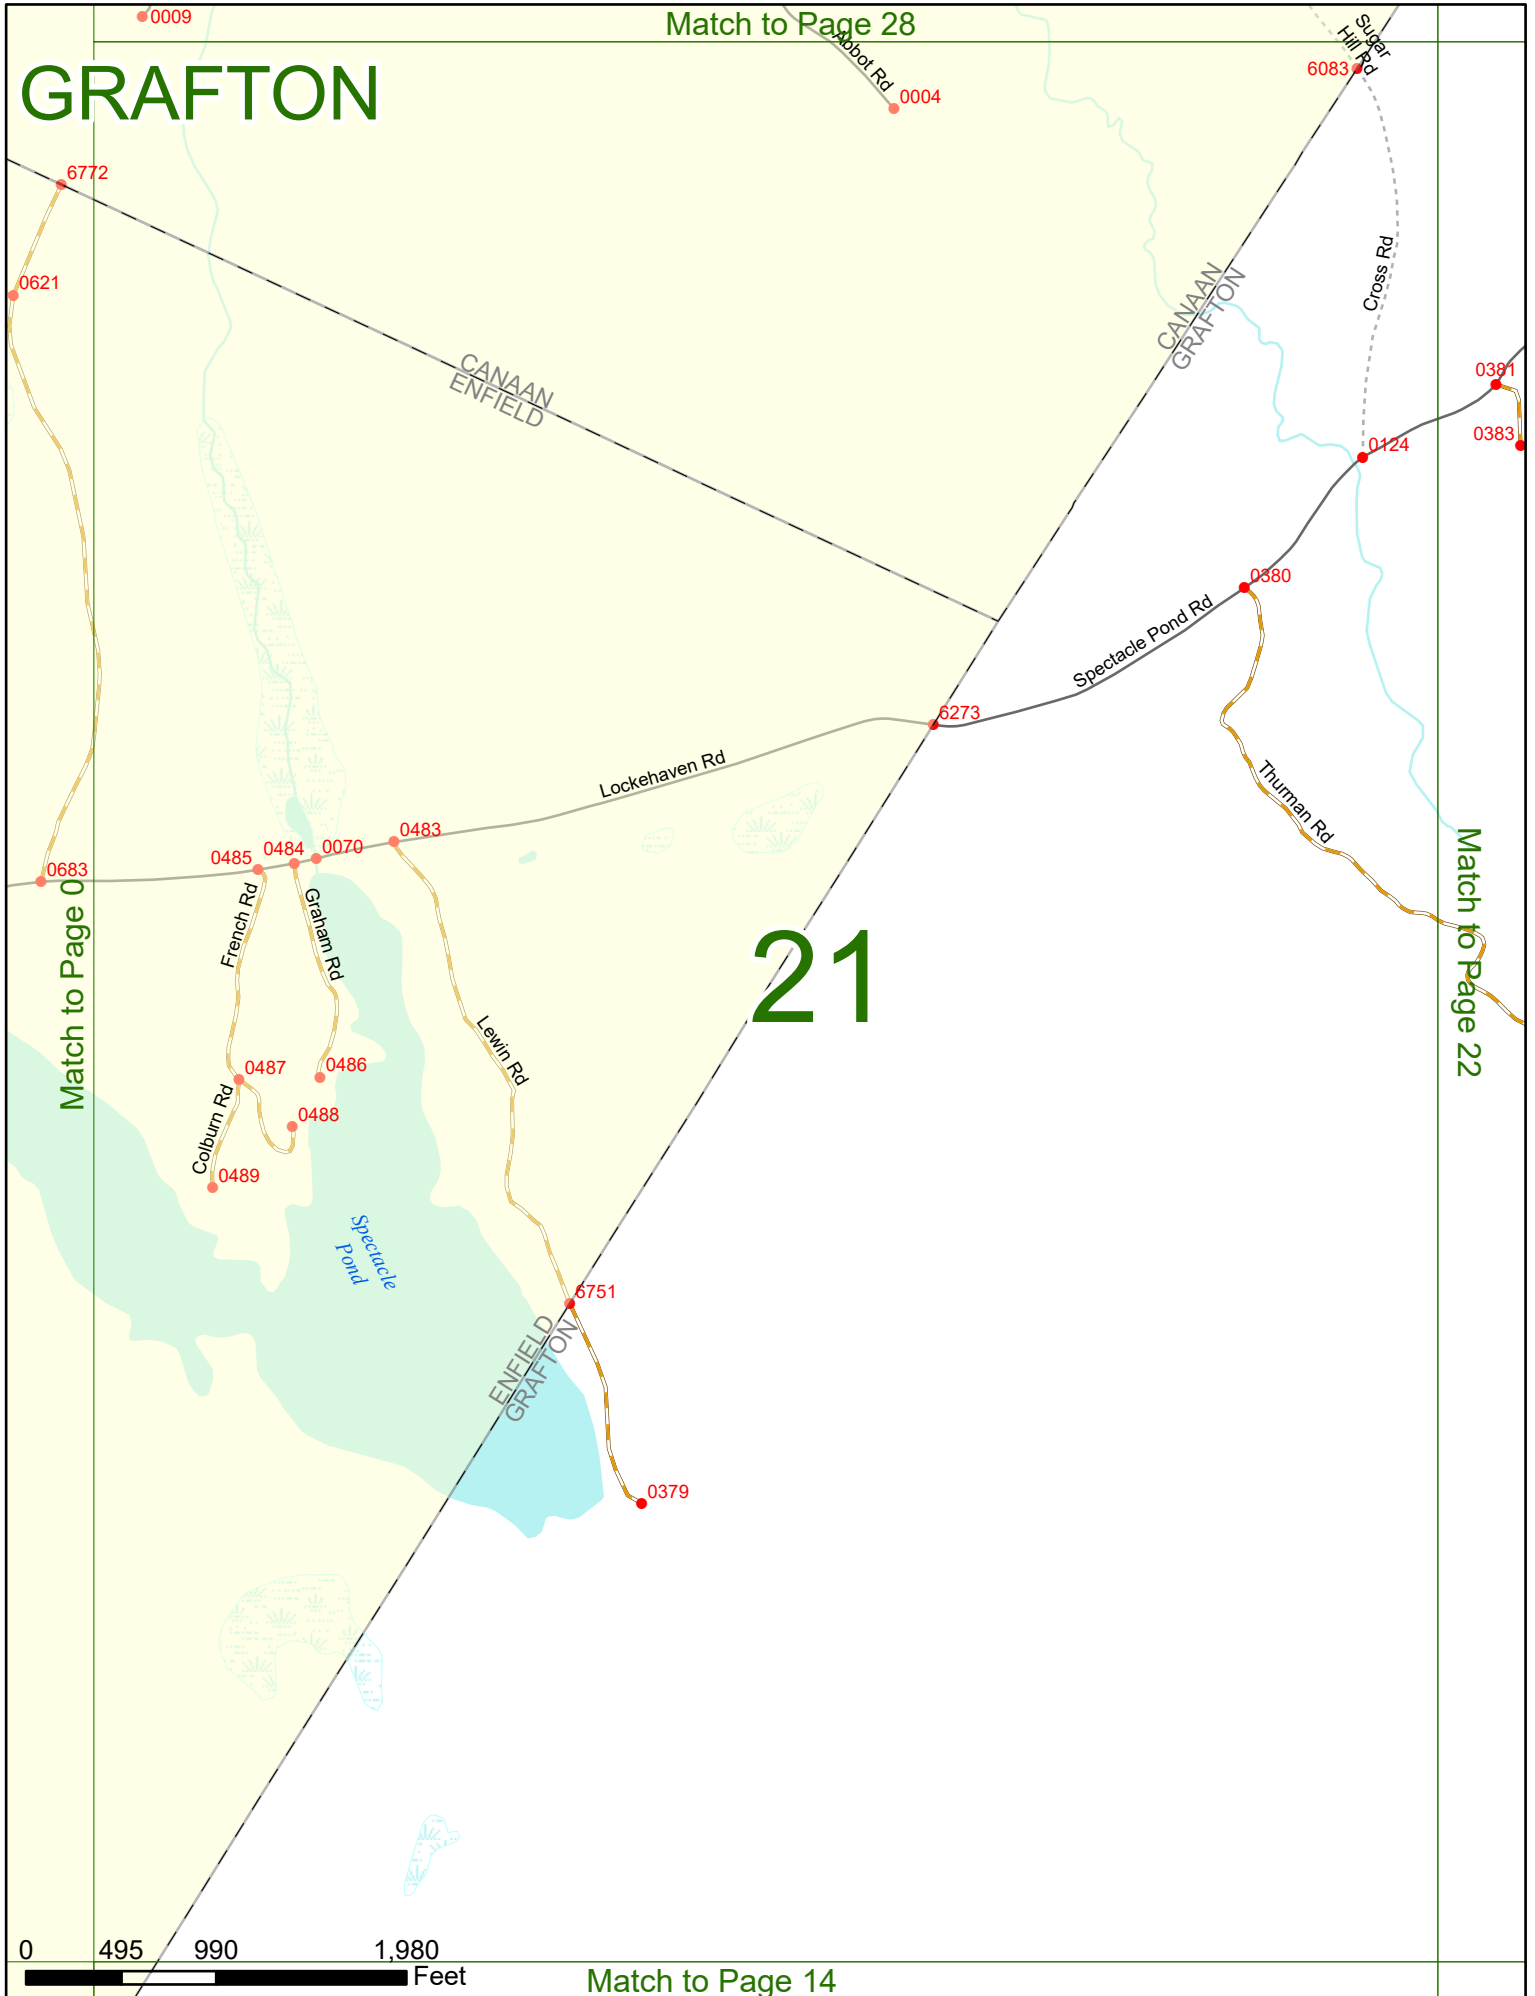 0009
Match to Page 28
Abbot Rd
0004
Sugar
Hill Rd
6083
GRAFTON
6772
0621
CANAAN
ENFIELD
CANAAN
GRAFTON
Cross Rd
0381
0383
0124
0380
Spectacle Pond Rd
6273
Lockehaven Rd
Thurman Rd
0483
0070
0484
0485
0683
French Rd
Graham Rd
Match to Page 0
21
Match to Page 22
Lewin Rd
0487
0486
Colburn Rd
0488
0489
Spectacle
Pond
6751
ENFIELD
GRAFTON
0379
0 495 990 1,980
Feet
Match to Page 14